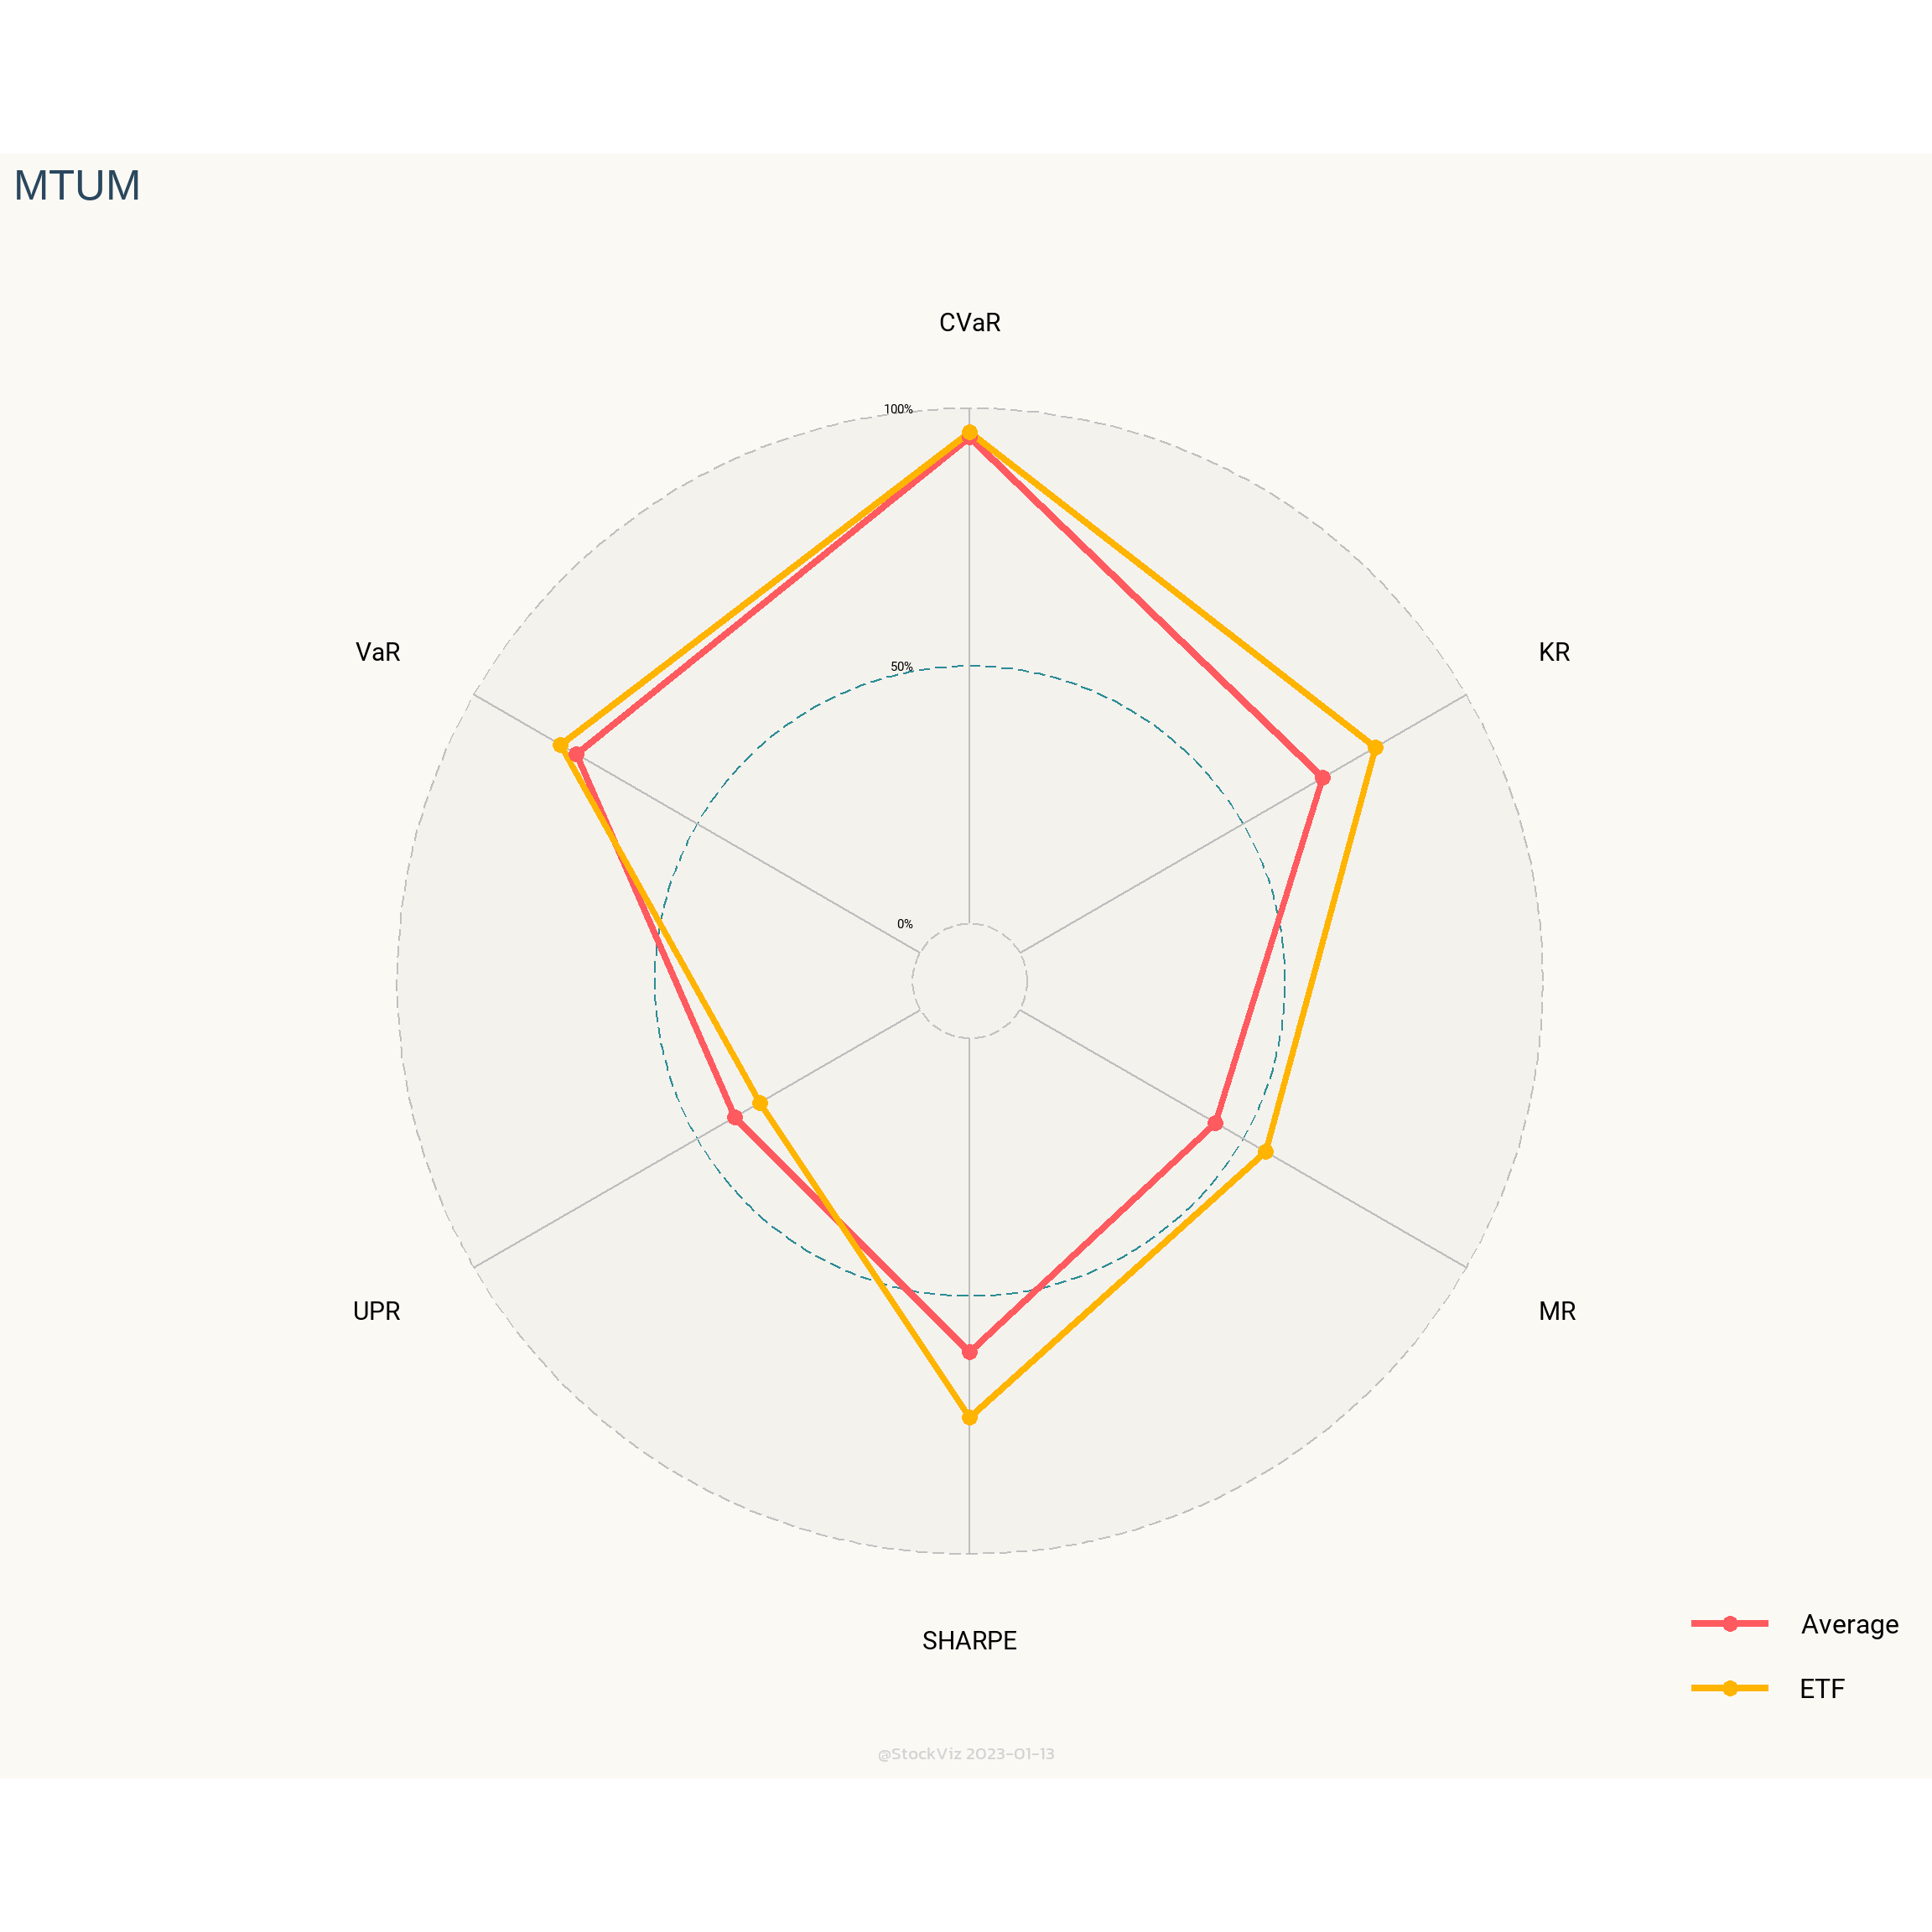 MTUM
CVaR
100%
VaR
KR
50%
0%
UPR
MR
SHARPE
Average
ETF
@StockViz 2023-01-13